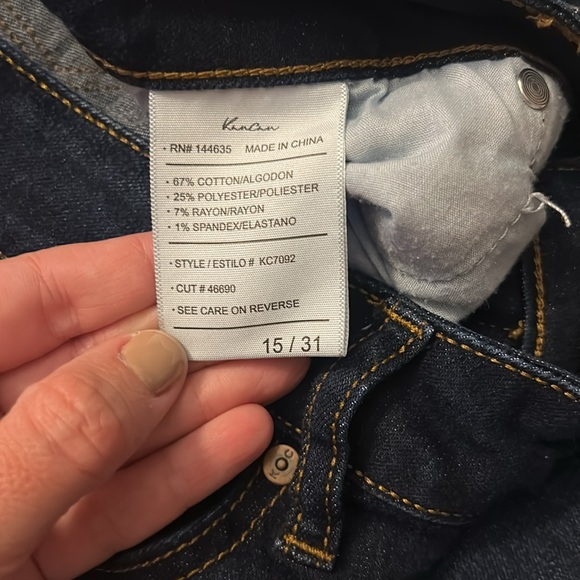 KanCan
• RN# 144635 MADE IN CHINA
• 67% COTTON/ALGODON
• 25% POLYESTER/POLIESTER
• 7% RAYON/RAYON
• 1% SPANDEX/ELASTANO
• STYLE / ESTILO # KC7092
• CUT # 46690
• SEE CARE ON REVERSE
15 / 31
KOC